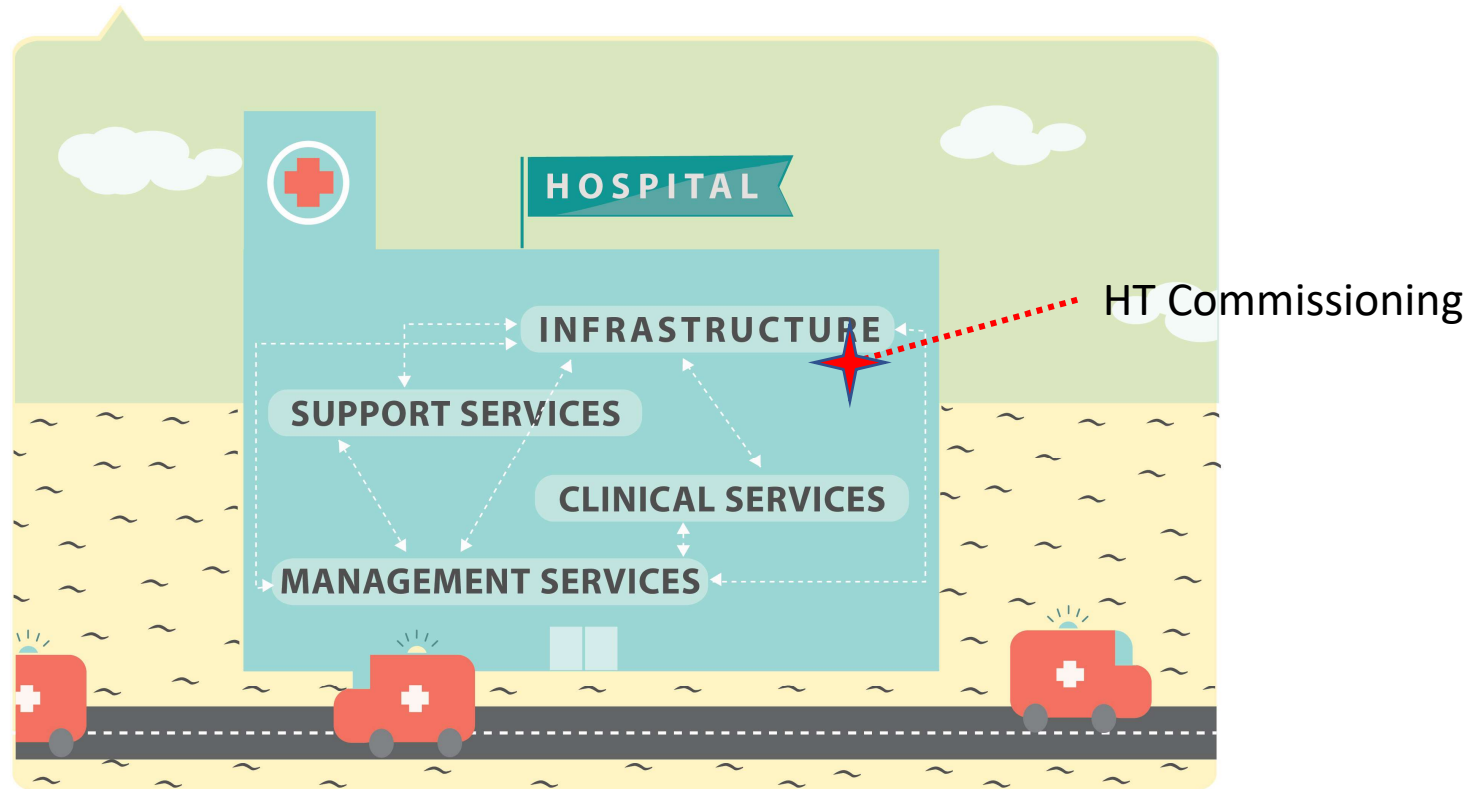 HOSPITAL
HT Commissioning
INFRASTRUCTURE
SUPPORT SERVICES
CLINICAL SERVICES
MANAGEMENT SERVICES